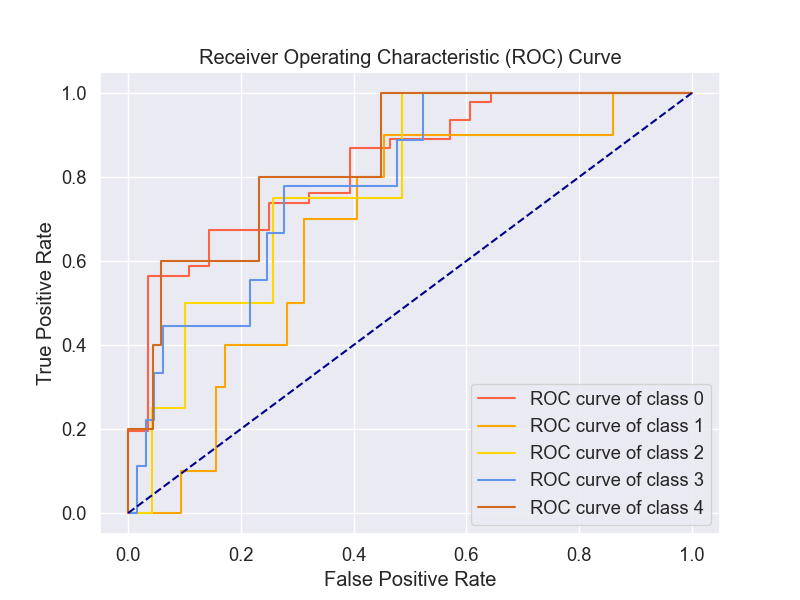 Receiver Operating Characteristic (ROC) Curve
1.0
0.8
0.6
0.4
0.2
0.0
True Positive Rate
ROC curve of class 0
ROC curve of class 1
ROC curve of class 2
ROC curve of class 3
ROC curve of class 4
0.0 0.2 0.4 0.6 0.8 1.0
False Positive Rate